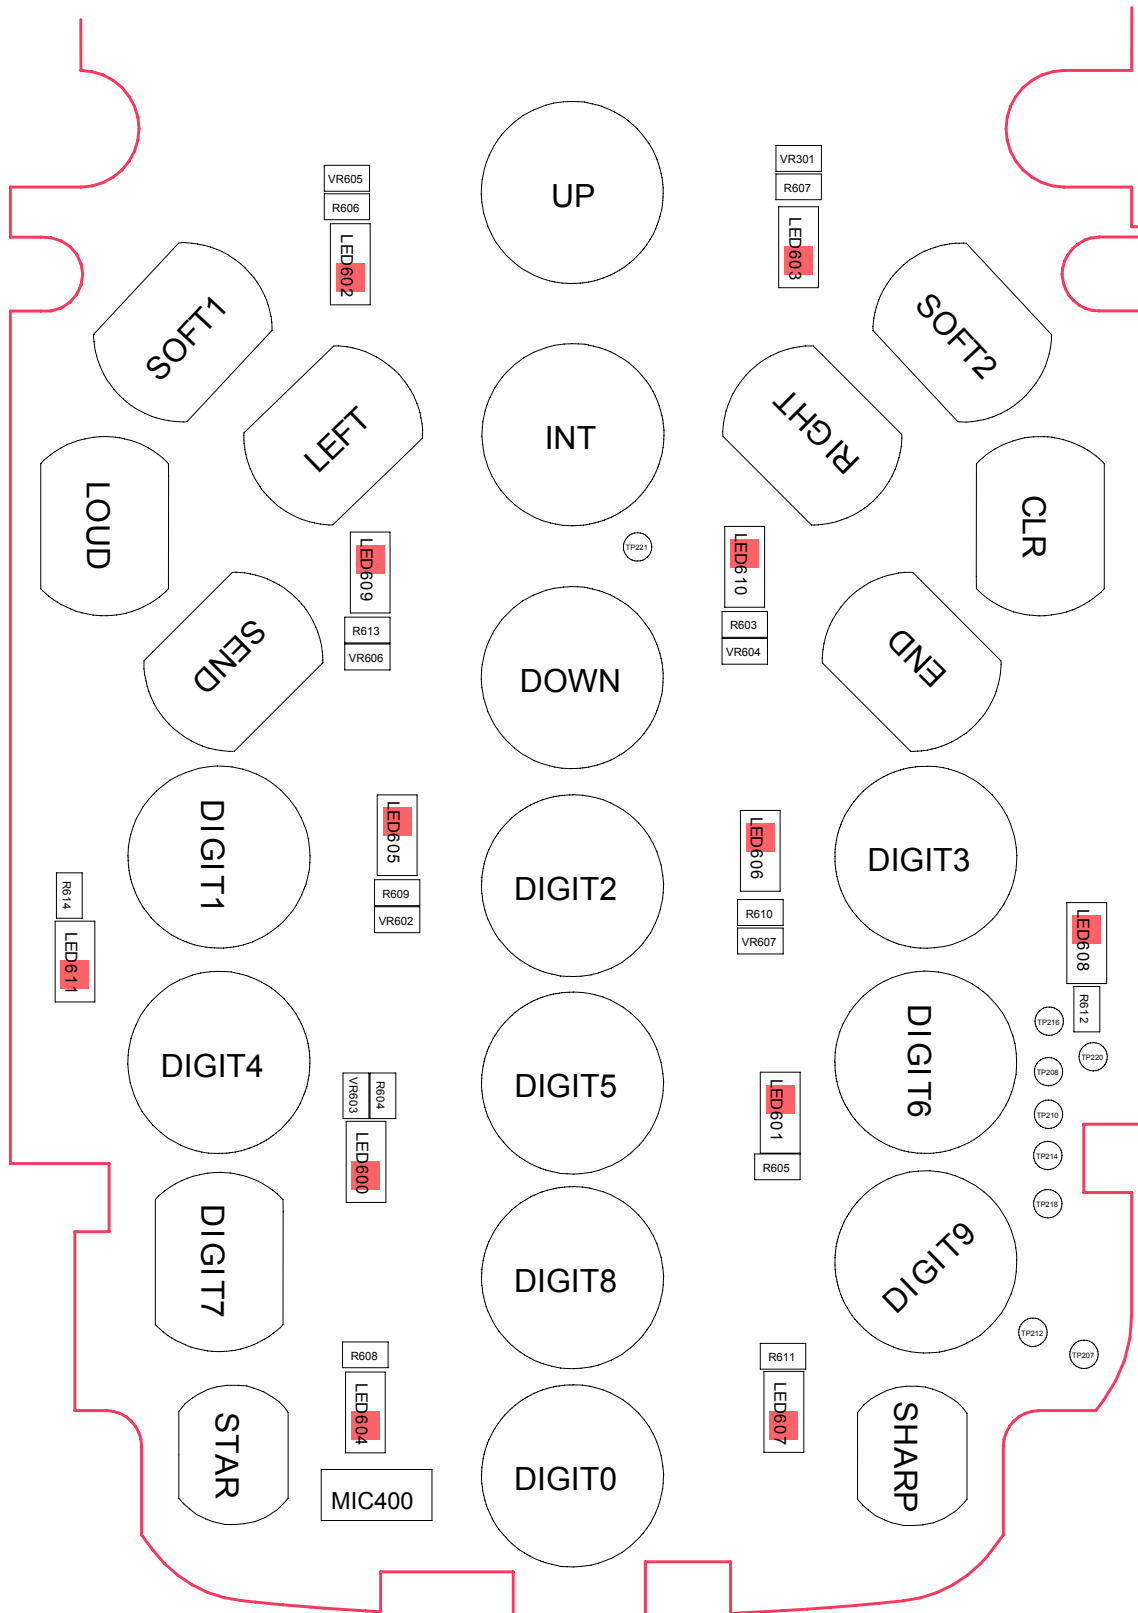 VR301
VR605
R607
R606
UP
LED602
LED603
SOFT1
SOFT2
LEFT
INT
RIGHT
LOUD
CLR
TP221
LED609
LED610
R603
R613
VR604
VR606
SEND
END
DOWN
DIGIT1
LED605
LED606
DIGIT3
DIGIT2
R614
R609
R610
VR602
VR607
LED611
LED608
R612
TP216
TP220
TP208
DIGIT4
DIGIT5
DIGIT6
VR603
R604
LED601
TP210
LED600
R605
TP214
TP218
DIGIT7
DIGIT8
DIGIT9
TP212
TP207
R608
R611
LED604
LED607
STAR
DIGIT0
SHARP
MIC400